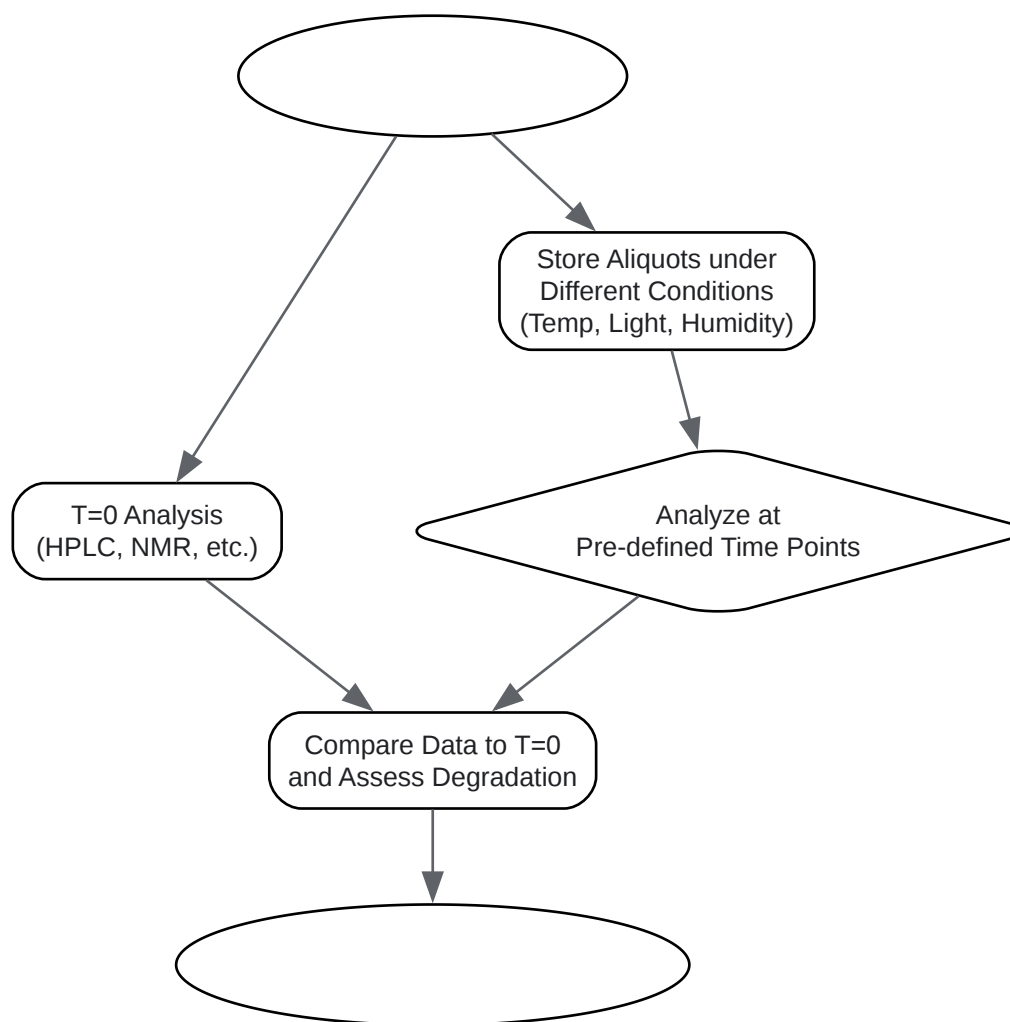 Store Aliquots under
Different Conditions
(Temp, Light, Humidity)
T=0 Analysis
(HPLC, NMR, etc.)
Analyze at
Pre-defined Time Points
Compare Data to T=0
and Assess Degradation